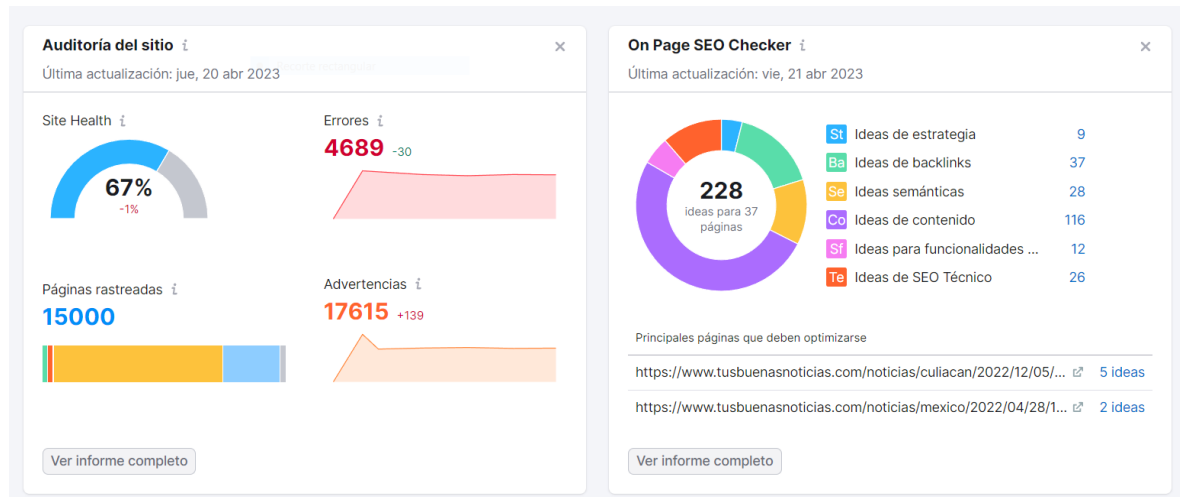 Auditoría del sitio i
Última actualización: jue, 20 abr 2023
Site Health i
67%
-1%
Errores i
4689 -30
Páginas rastreadas i
15000
Advertencias i
17615 +139
Ver informe completo
On Page SEO Checker i
Última actualización: vie, 21 abr 2023
228
ideas para 37
páginas
St Ideas de estrategia 9
Ba Ideas de backlinks 37
Se Ideas semánticas 28
Co Ideas de contenido 116
Sf Ideas para funcionalidades ... 12
Te Ideas de SEO Técnico 26
Principales páginas que deben optimizarse
https://www.tusbuenasnoticias.com/noticias/culiacan/2022/12/05/... 5 ideas
https://www.tusbuenasnoticias.com/noticias/mexico/2022/04/28/1... 2 ideas
Ver informe completo